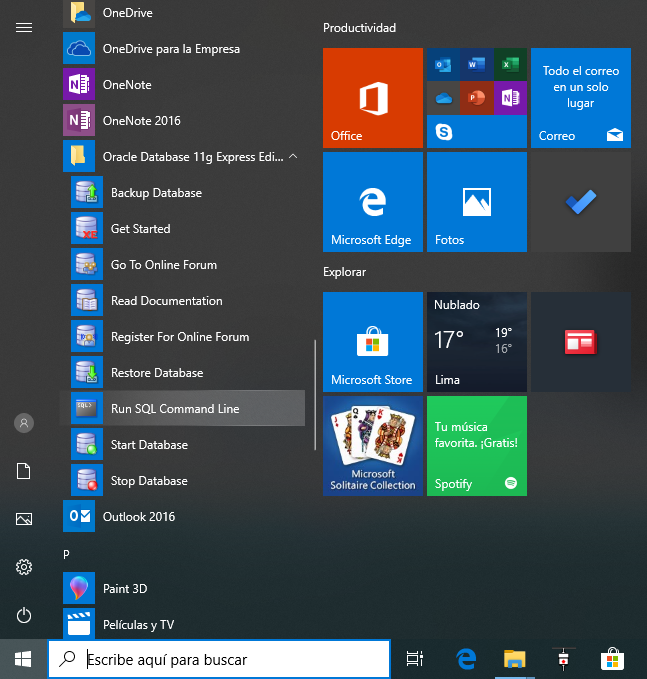 OneDrive
OneDrive para la Empresa
OneNote
OneNote 2016
Oracle Database 11g Express Edi...
Backup Database
Get Started
Go To Online Forum
Read Documentation
Register For Online Forum
Restore Database
SQL>
Run SQL Command Line
Start Database
Stop Database
Outlook 2016
P
Paint 3D
Películas y TV
Productividad
Office
Todo el correo
en un solo
lugar
Correo
Microsoft Edge
Fotos
Explorar
Microsoft Store
Nublado
17°
19°
16°
Lima
Microsoft
Solitaire Collection
Tu música
favorita. ¡Gratis!
Spotify
Escribe aquí para buscar